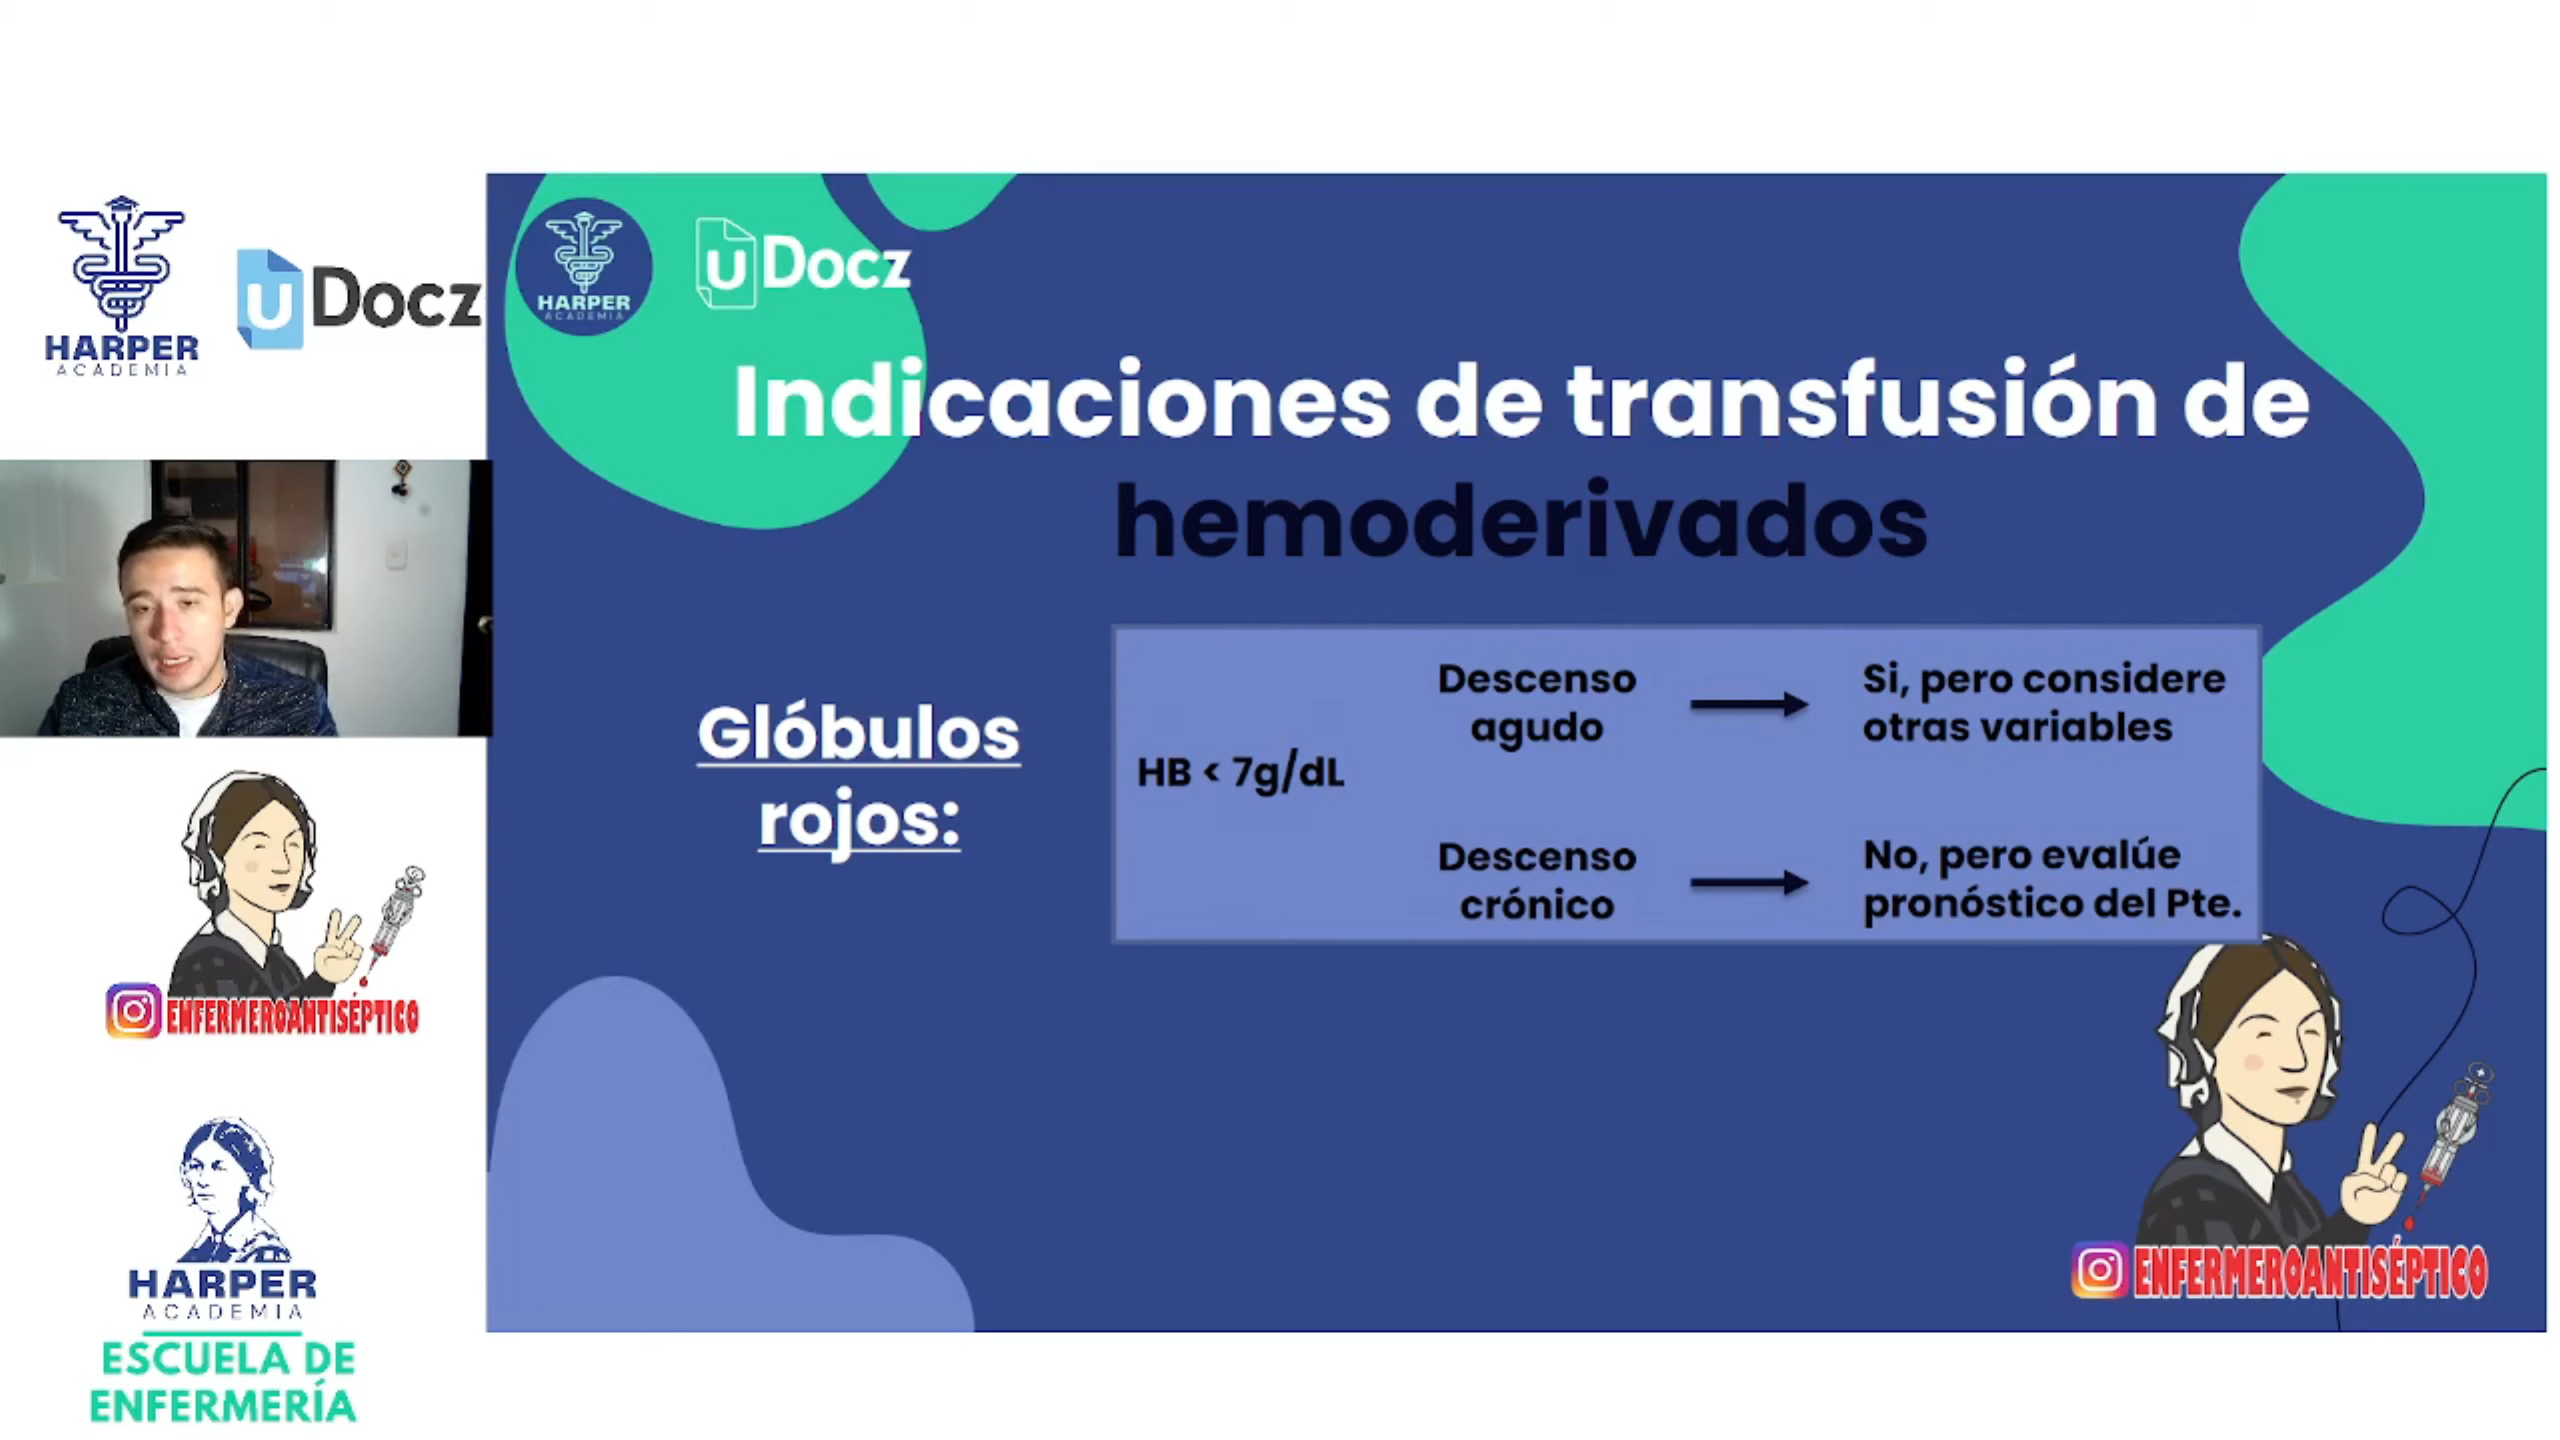 HARPER
ACADEMIA
uDocz
ENFERMEROANTISÉPTICO
HARPER
ACADEMIA
ESCUELA DE
ENFERMERÍA
HARPER
ACADEMIA
uDocz
Indicaciones de transfusión de
hemoderivados
Glóbulos
rojos:
HB < 7g/dL
Descenso
agudo
Si, pero considere
otras variables
Descenso
crónico
No, pero evalúe
pronóstico del Pte.
ENFERMEROANTISÉPTICO